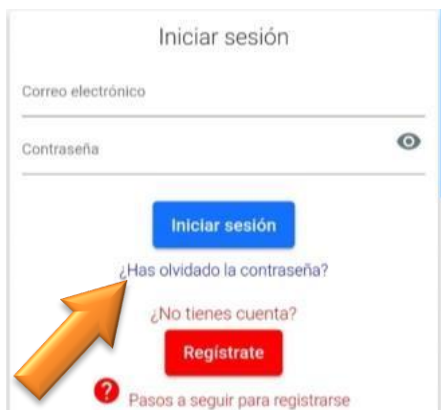 Iniciar sesión
Correo electrónico
Contraseña
Iniciar sesión
¿Has olvidado la contraseña?
¿No tienes cuenta?
Regístrate
? Pasos a seguir para registrarse